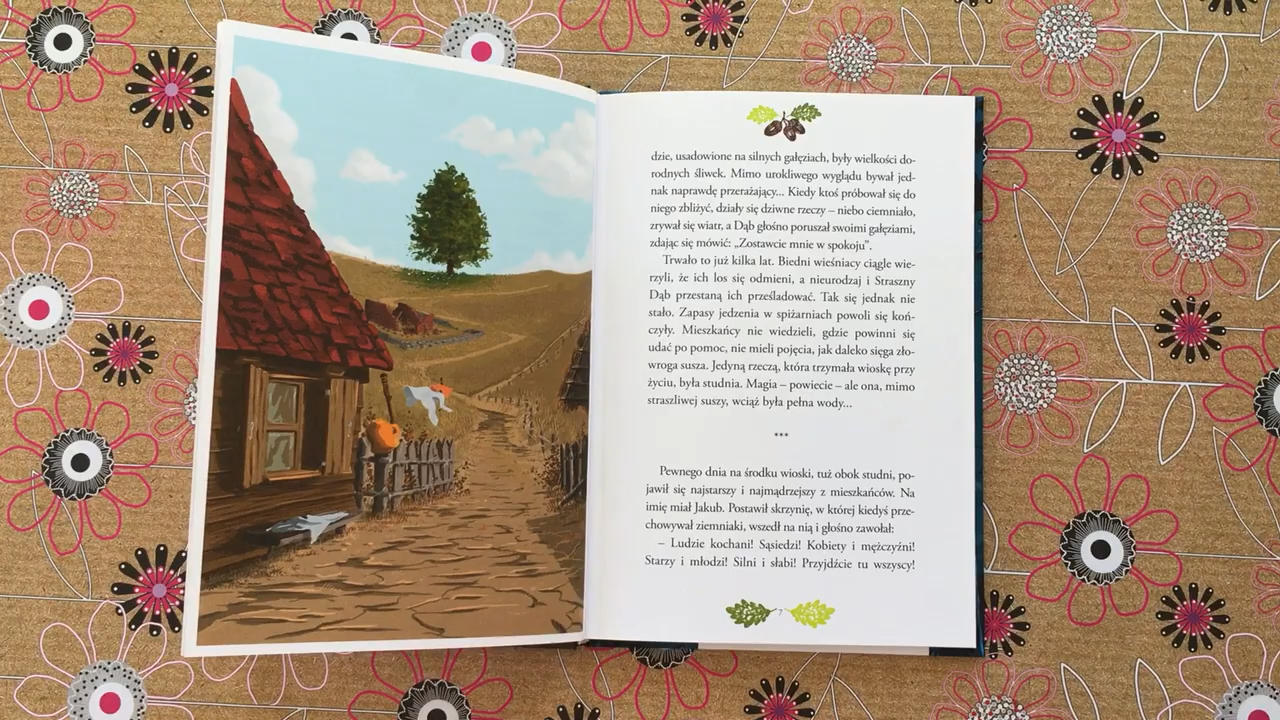 dzie, usadowione na silnych gałęziach, były wielkości do-
rodnych śliwek. Mimo urokliwego wyglądu bywał jed-
nak naprawdę przerażający... Kiedy ktoś próbował się do
niego zbliżyć, działy się dziwne rzeczy – niebo ciemniało,
zrywał się wiatr, a Dąb głośno poruszał swoimi gałęziami,
zdając się mówić: „Zostawcie mnie w spokoju”.
Trwało to już kilka lat. Biedni wieśniacy ciągle wie-
rzyli, że ich los się odmieni, a nieurodzaj i Straszny
Dąb przestaną ich prześladować. Tak się jednak nie
stało. Zapasy jedzenia w spiżarniach powoli się koń-
czyły. Mieszkańcy nie wiedzieli, gdzie powinni się
udać po pomoc, nie mieli pojęcia, jak daleko sięga zło-
wroga susza. Jedyną rzeczą, która trzymała wioskę przy
życiu, była studnia. Magia – powiecie – ale ona, mimo
straszliwej suszy, wciąż była pełna wody...
***
Pewnego dnia na środku wioski, tuż obok studni, po-
jawił się najstarszy i najmądrzejszy z mieszkańców. Na
imię miał Jakub. Postawił skrzynię, w której kiedyś prze-
chowywał ziemniaki, wszedł na nią i głośno zawołał:
– Ludzie kochani! Sąsiedzi! Kobiety i mężczyźni!
Starzy i młodzi! Silni i słabi! Przyjdźcie tu wszyscy!
7